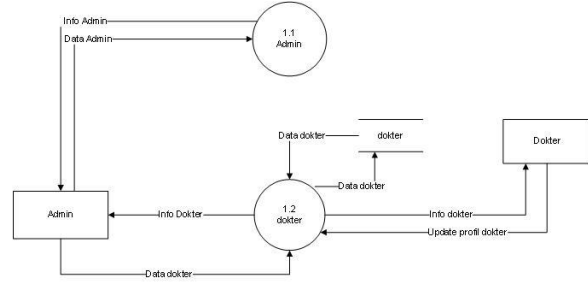 Info Admin
Data Admin
1.1
Admin
Data dokter
dokter
Dokter
Data dokter
Admin
Info Dokter
1.2
dokter
Info dokter
Update profil dokter
Data dokter